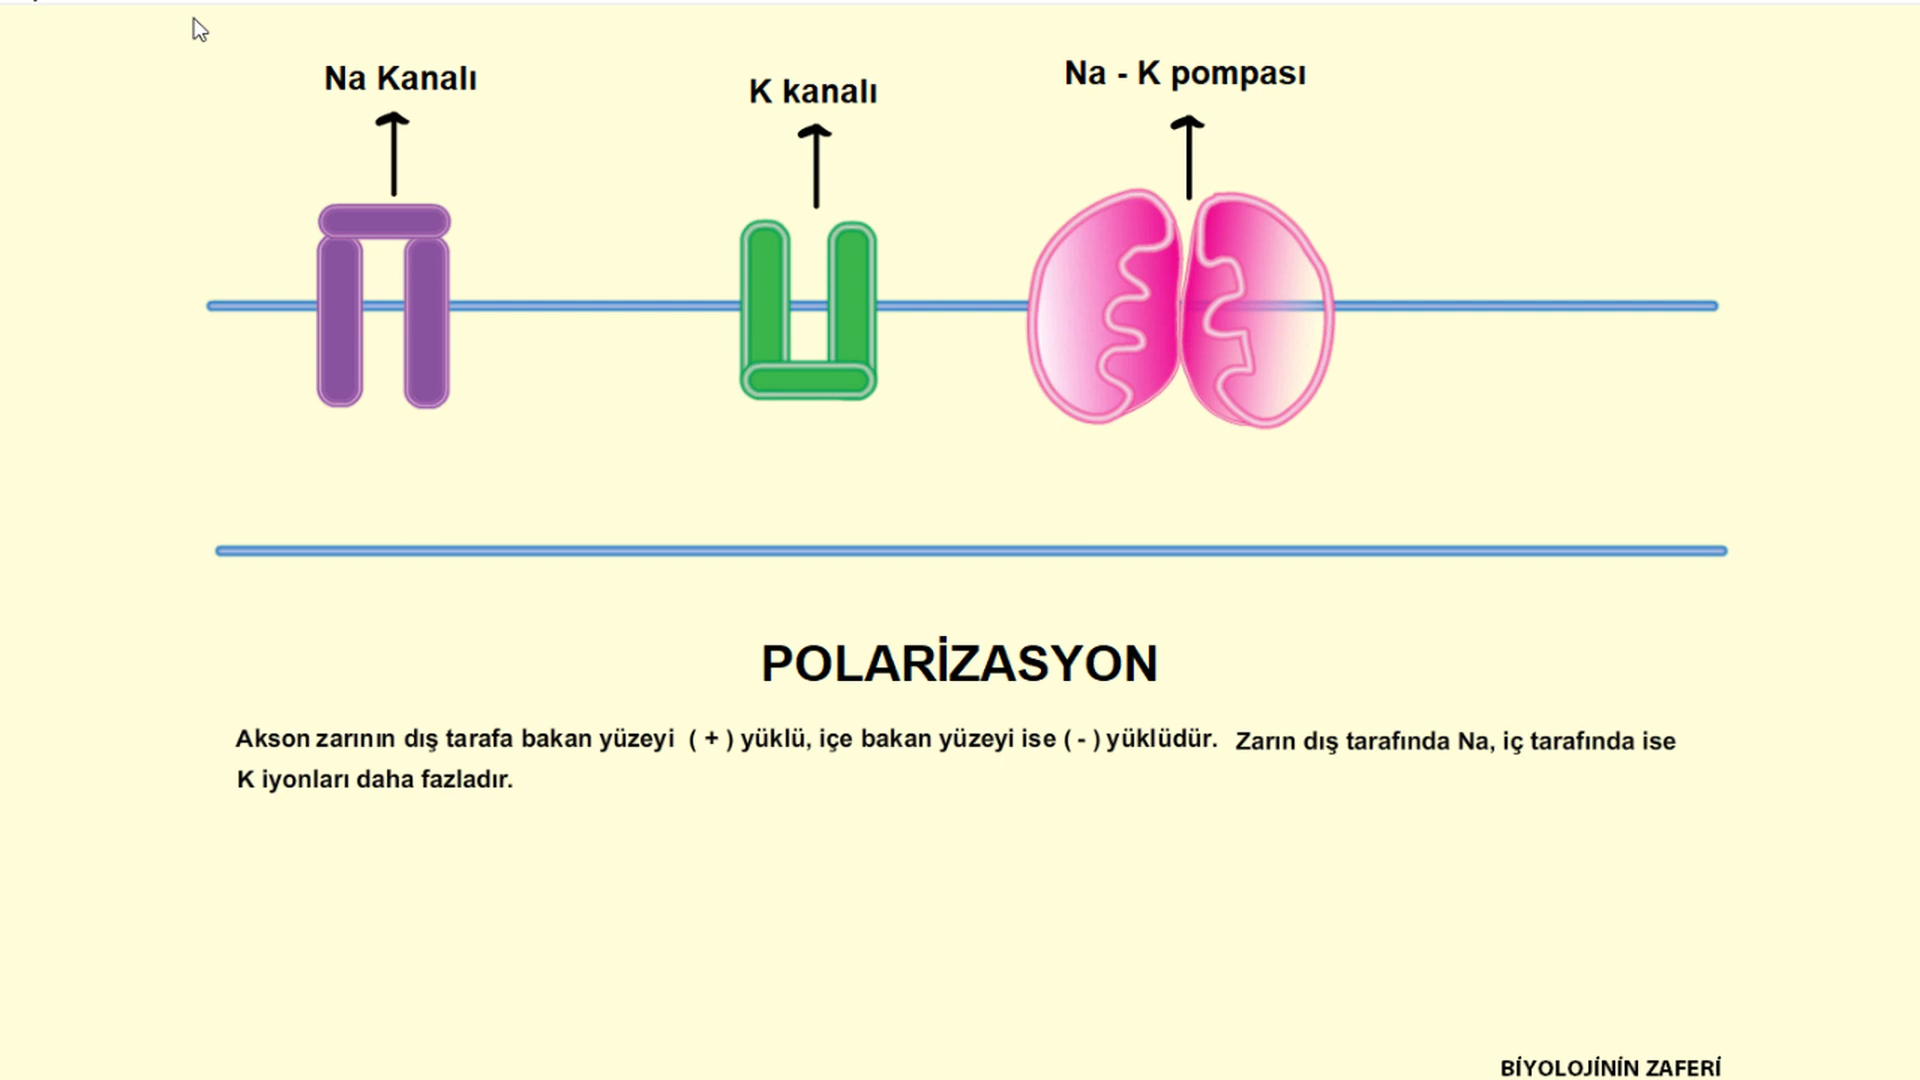 Na Kanalı
K kanalı
Na - K pompası
POLARİZASYON
Akson zarının dış tarafa bakan yüzeyi ( + ) yüklü, içe bakan yüzeyi ise ( - ) yüklüdür. Zarın dış tarafında Na, iç tarafında ise
K iyonları daha fazladır.
BİYOLOJİNİN ZAFERİ